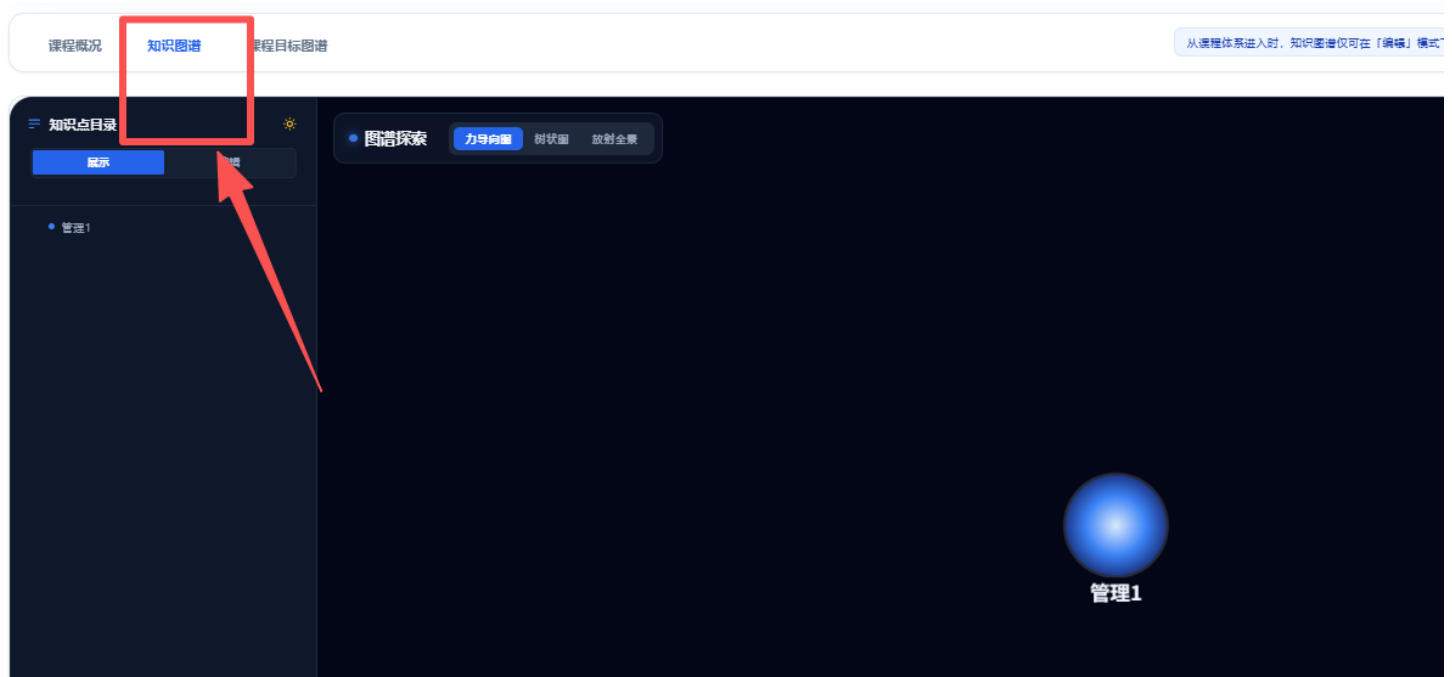 课程概况
知识图谱
课程目标图谱
从课程体系进入时，知识图谱仅可在「编辑」模式
知识点目录
展示
辑
管理1
图谱探索
力导向图
树状图
放射全景
管理1